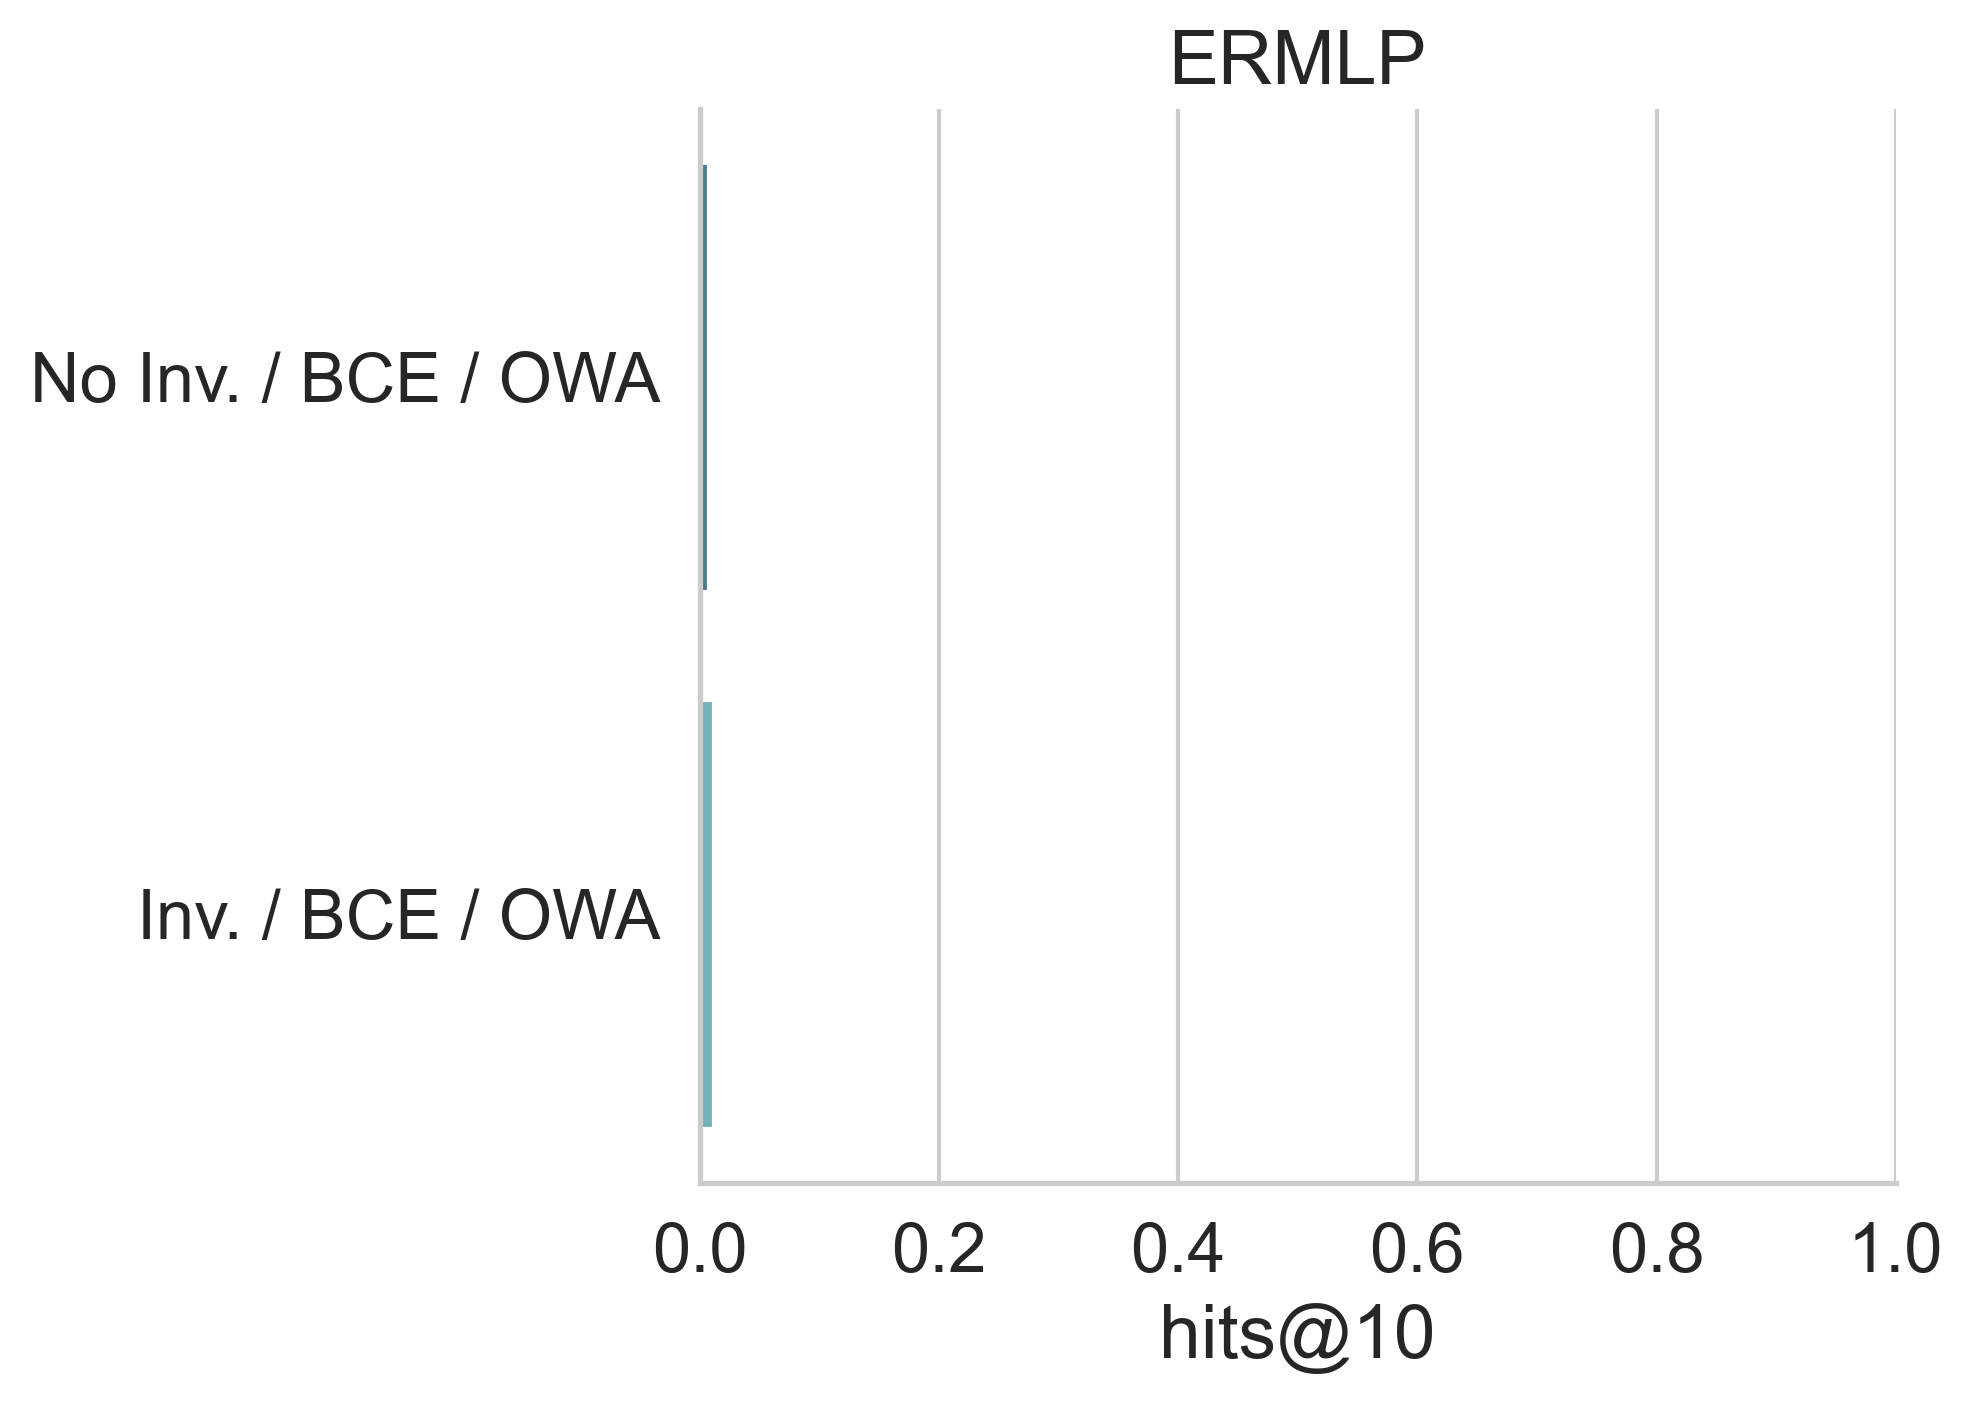 ERMLP
No Inv. / BCE / OWA
Inv. / BCE / OWA
0.0 0.2 0.4 0.6 0.8 1.0
hits@10